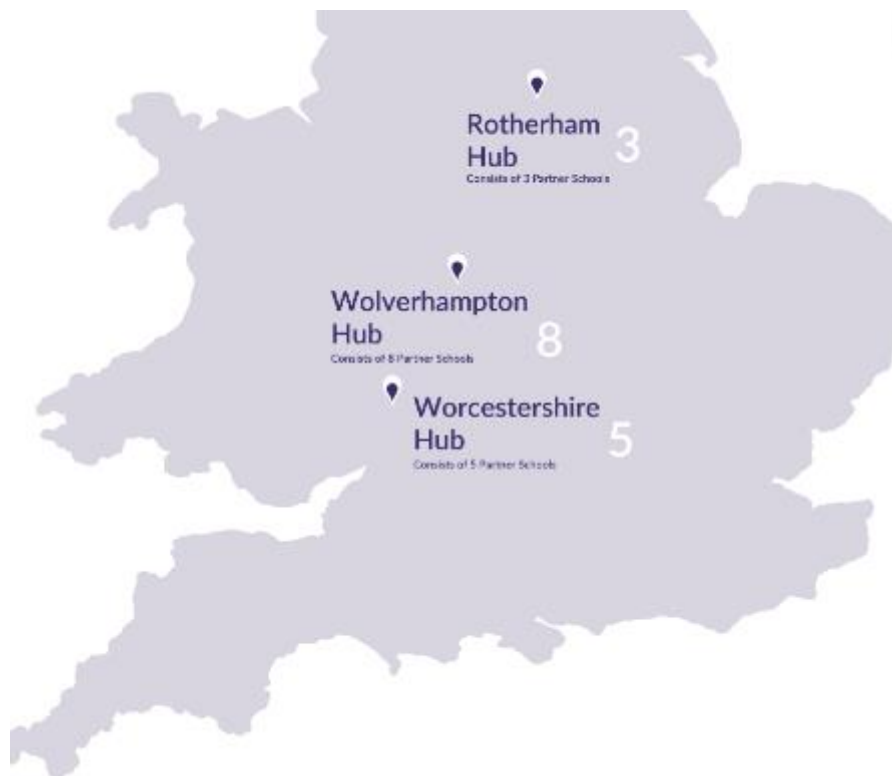 Rotherham
Hub
3
Consists of 3 Partner Schools
Wolverhampton
Hub
8
Consists of 8 Partner Schools
Worcestershire
Hub
5
Consists of 5 Partner Schools